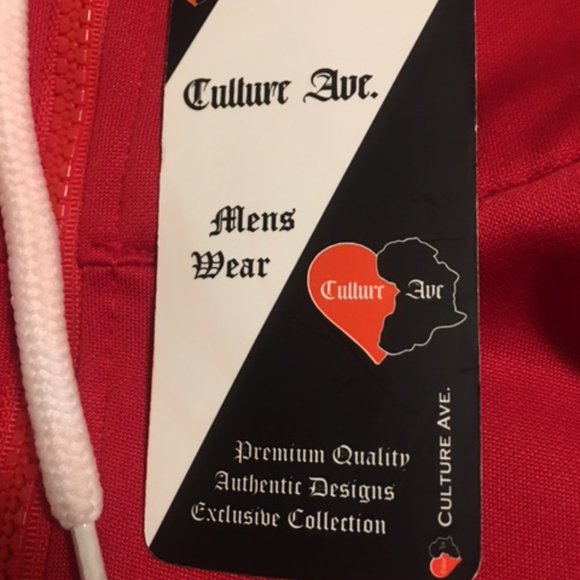 Culture Ave.
Mens
Wear
Culture Ave
Premium Quality
Authentic Designs
Exclusive Collection
CULTURE AVE.